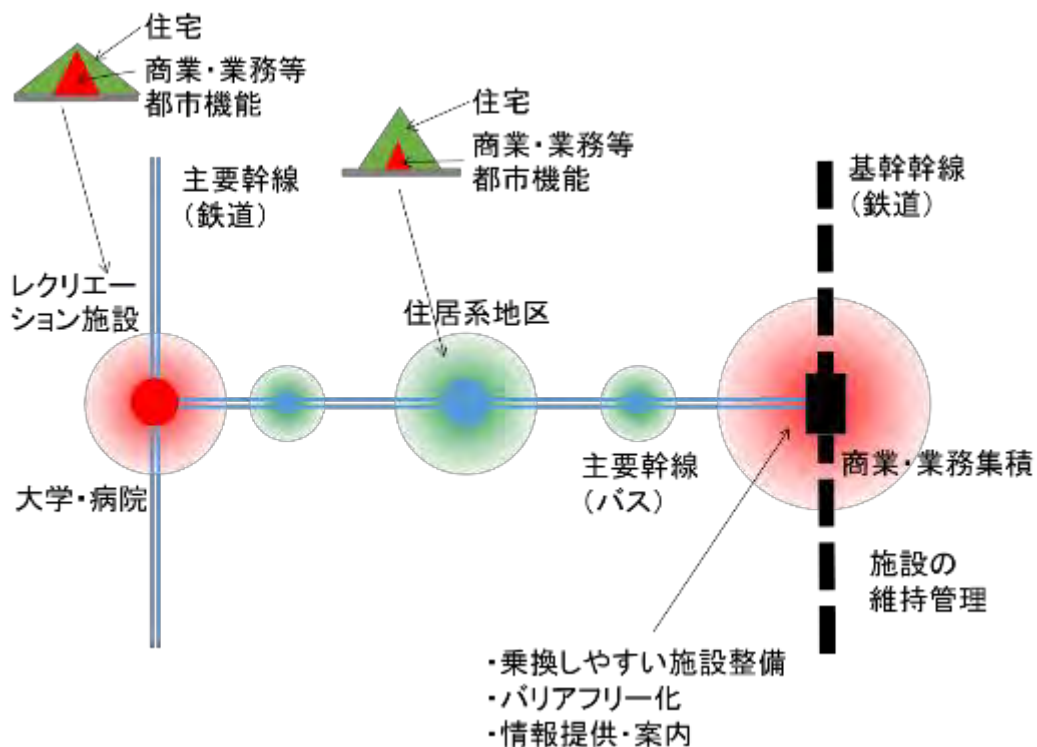 住宅
商業・業務等
都市機能
住宅
商業・業務等
都市機能
主要幹線
（鉄道）
基幹幹線
（鉄道）
レクリエー
ション施設
住居系地区
大学・病院
主要幹線
（バス）
商業・業務集積
施設の
維持管理
・乗換しやすい施設整備
・バリアフリー化
・情報提供・案内